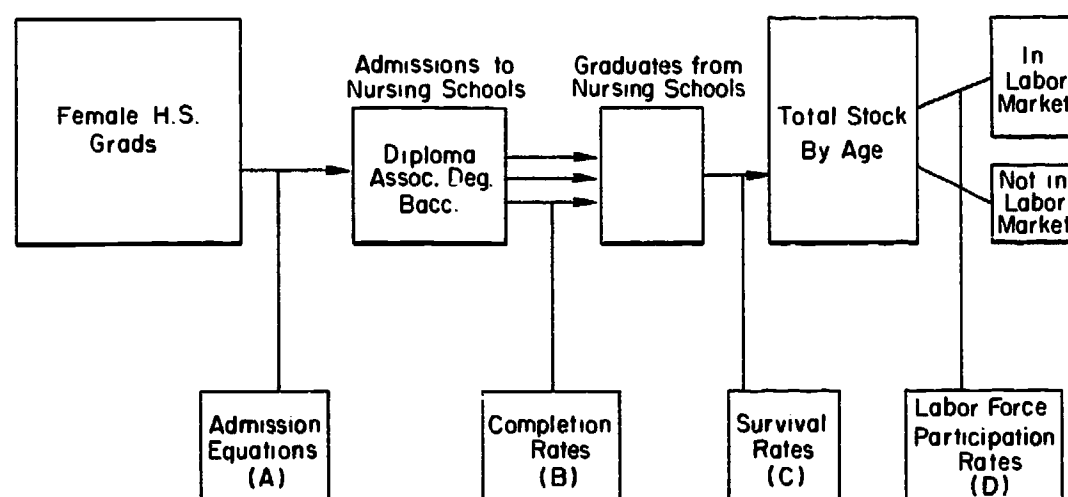 Female H.S.
Grads
Admissions to
Nursing Schools
Diploma
Assoc. Deg.
Bacc.
Graduates from
Nursing Schools
Total Stock
By Age
In
Labor
Market
Not in
Labor
Market
Admission
Equations
(A)
Completion
Rates
(B)
Survival
Rates
(C)
Labor Force
Participation
Rates
(D)